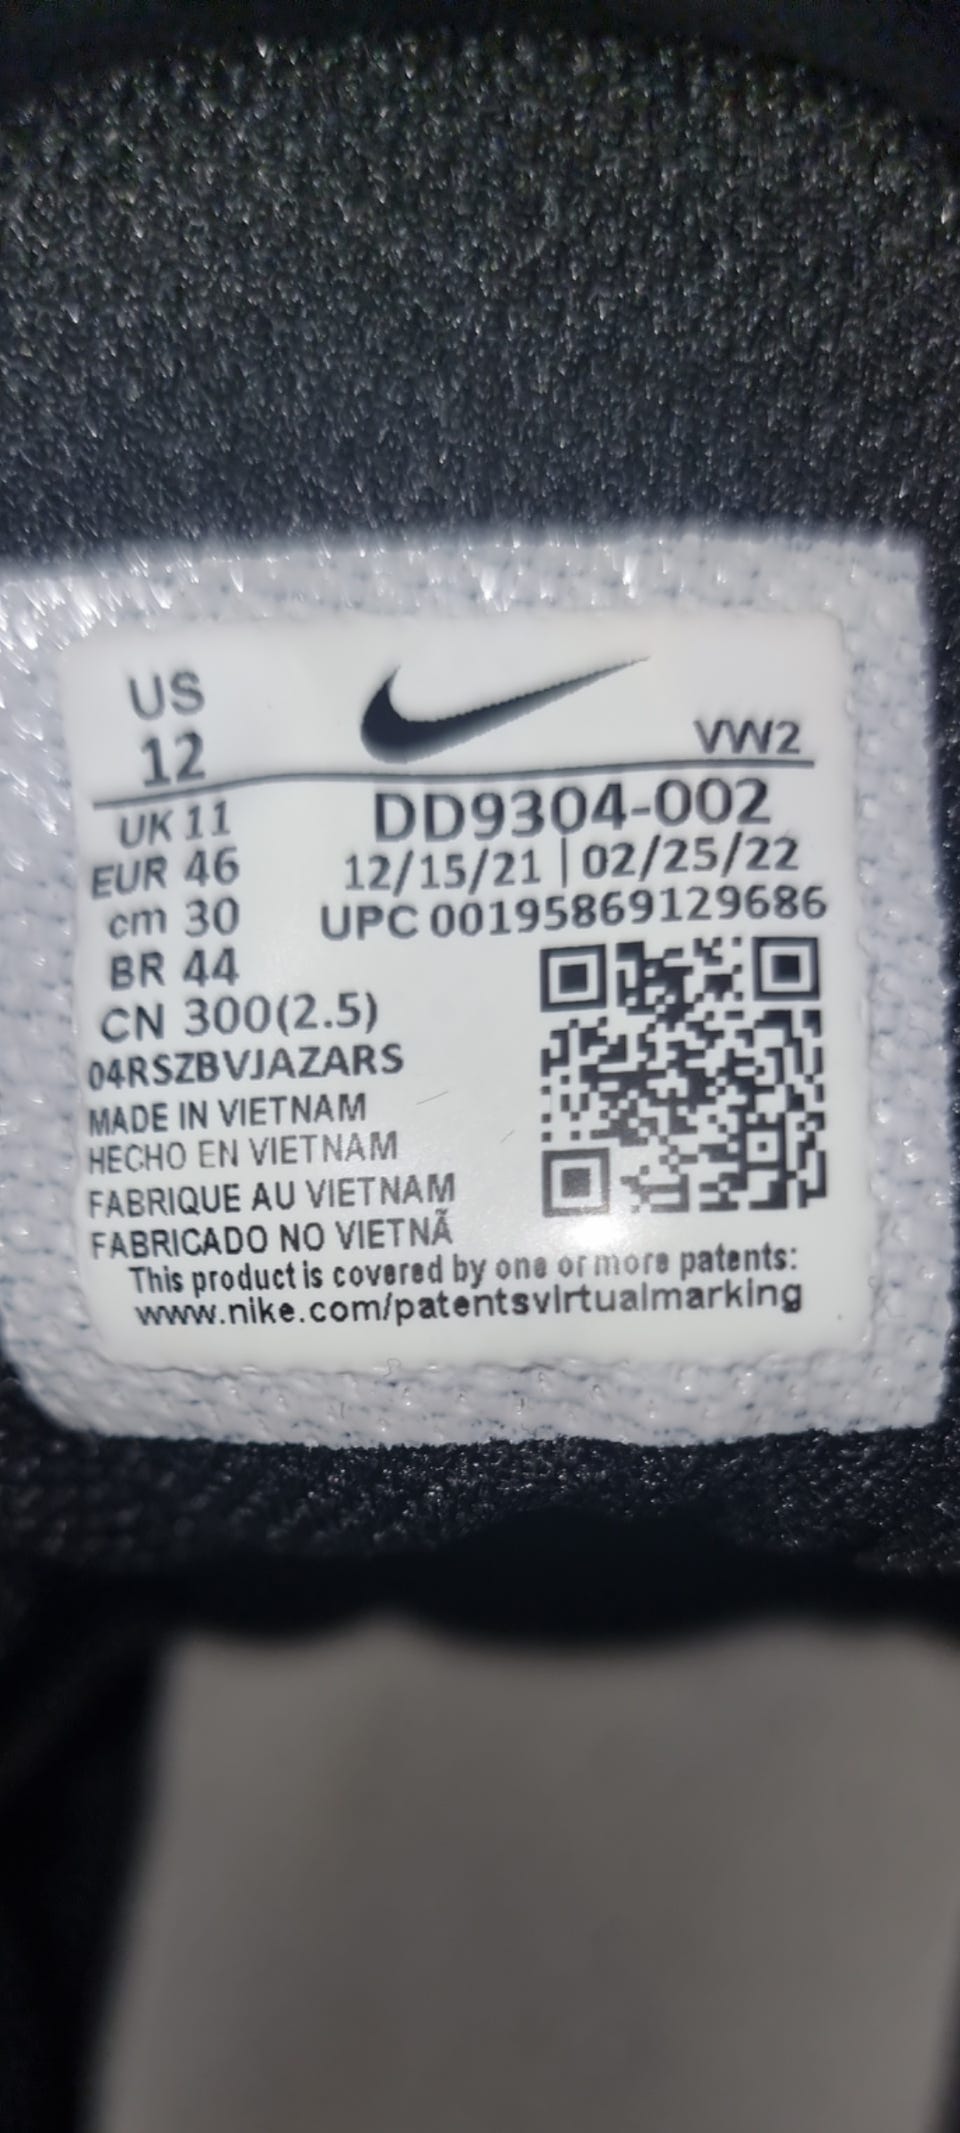 US
12
VW2
UK 11
EUR 46
cm 30
BR 44
CN 300(2.5)
DD9304-002
12/15/21 | 02/25/22
UPC 00195869129686
04RSZBVJAZARS
MADE IN VIETNAM
HECHO EN VIETNAM
FABRIQUE AU VIETNAM
FABRICADO NO VIETNÃ
This product is covered by one or more patents:
www.nike.com/patentsvirtualmarking